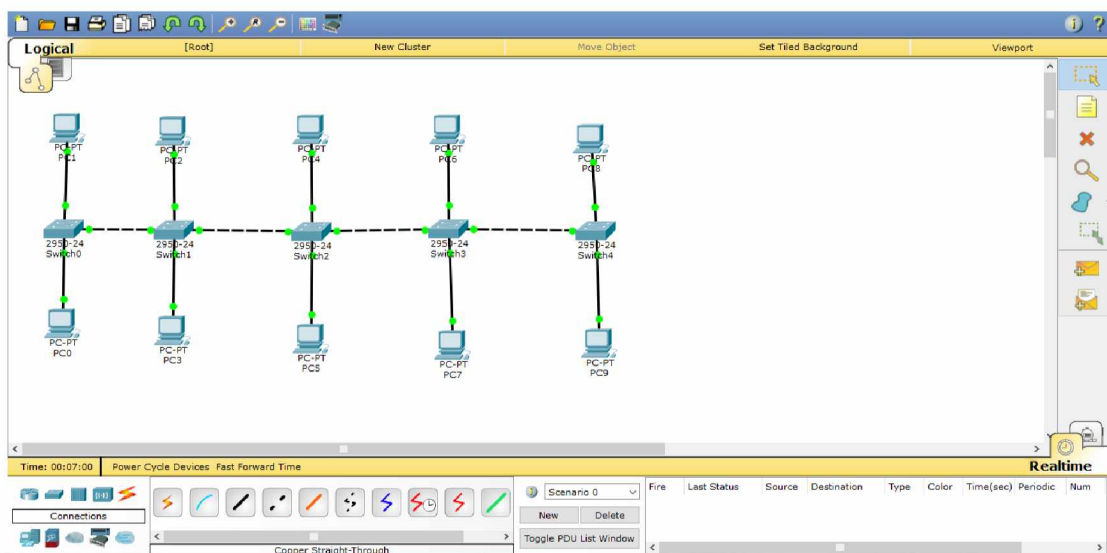 Logical
[Root]
New Cluster
Move Object
Set Tiled Background
Viewport
PC-PT
PC1
PC-PT
PC2
PC-PT
PC4
PC-PT
PC6
PC-PT
PC8
2950-24
Switch0
2950-24
Switch1
2950-24
Switch2
2950-24
Switch3
2950-24
Switch4
PC-PT
PC0
PC-PT
PC3
PC-PT
PC5
PC-PT
PC7
PC-PT
PC9
Time: 00:07:00
Power Cycle Devices Fast Forward Time
Realtime
Connections
Copper Straight-Through
Scenario 0
New
Delete
Toggle PDU List Window
Fire Last Status Source Destination Type Color Time(sec) Periodic Num